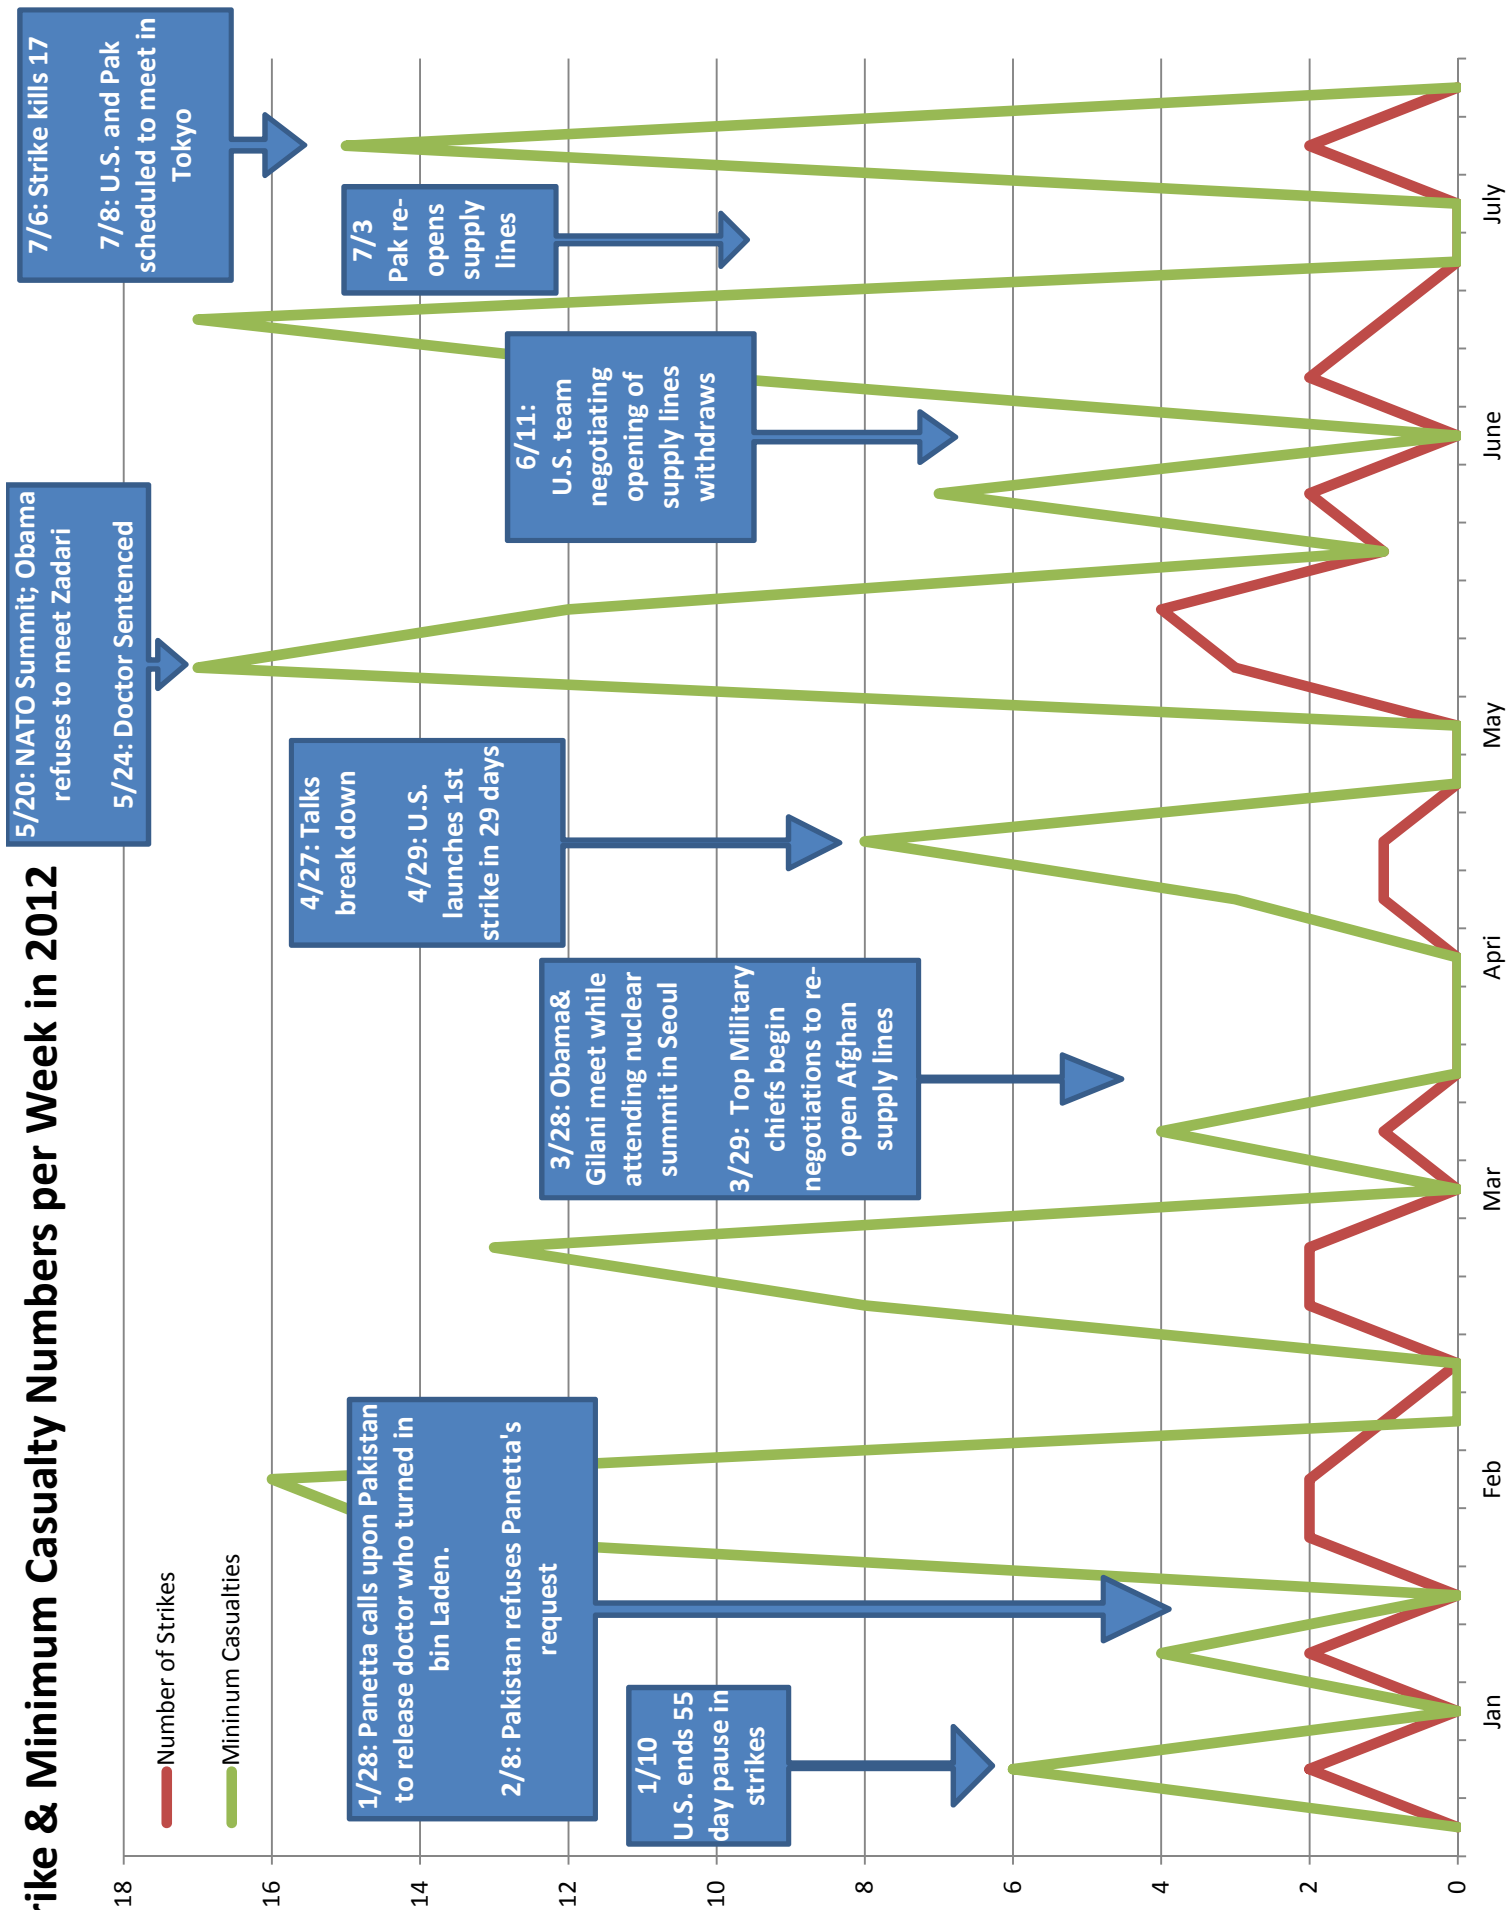 rike & Minimum Casualty Numbers per Week in 2012
Number of Strikes
Mininum Casualties
1/10
U.S. ends 55
day pause in
strikes
1/28: Panetta calls upon Pakistan
to release doctor who turned in
bin Laden.
2/8: Pakistan refuses Panetta's
request
3/28: Obama&
Gilani meet while
attending nuclear
summit in Seoul
3/29: Top Military
chiefs begin
negotiations to re-
open Afghan
supply lines
4/27: Talks
break down
4/29: U.S.
launches 1st
strike in 29 days
5/20: NATO Summit; Obama
refuses to meet Zadari
5/24: Doctor Sentenced
6/11:
U.S. team
negotiating
opening of
supply lines
withdraws
7/3
Pak re-
opens
supply
lines
7/6: Strike kills 17
7/8: U.S. and Pak
scheduled to meet in
Tokyo
18
16
14
12
10
8
6
4
2
0
Jan
Feb
Mar
Apri
May
June
July